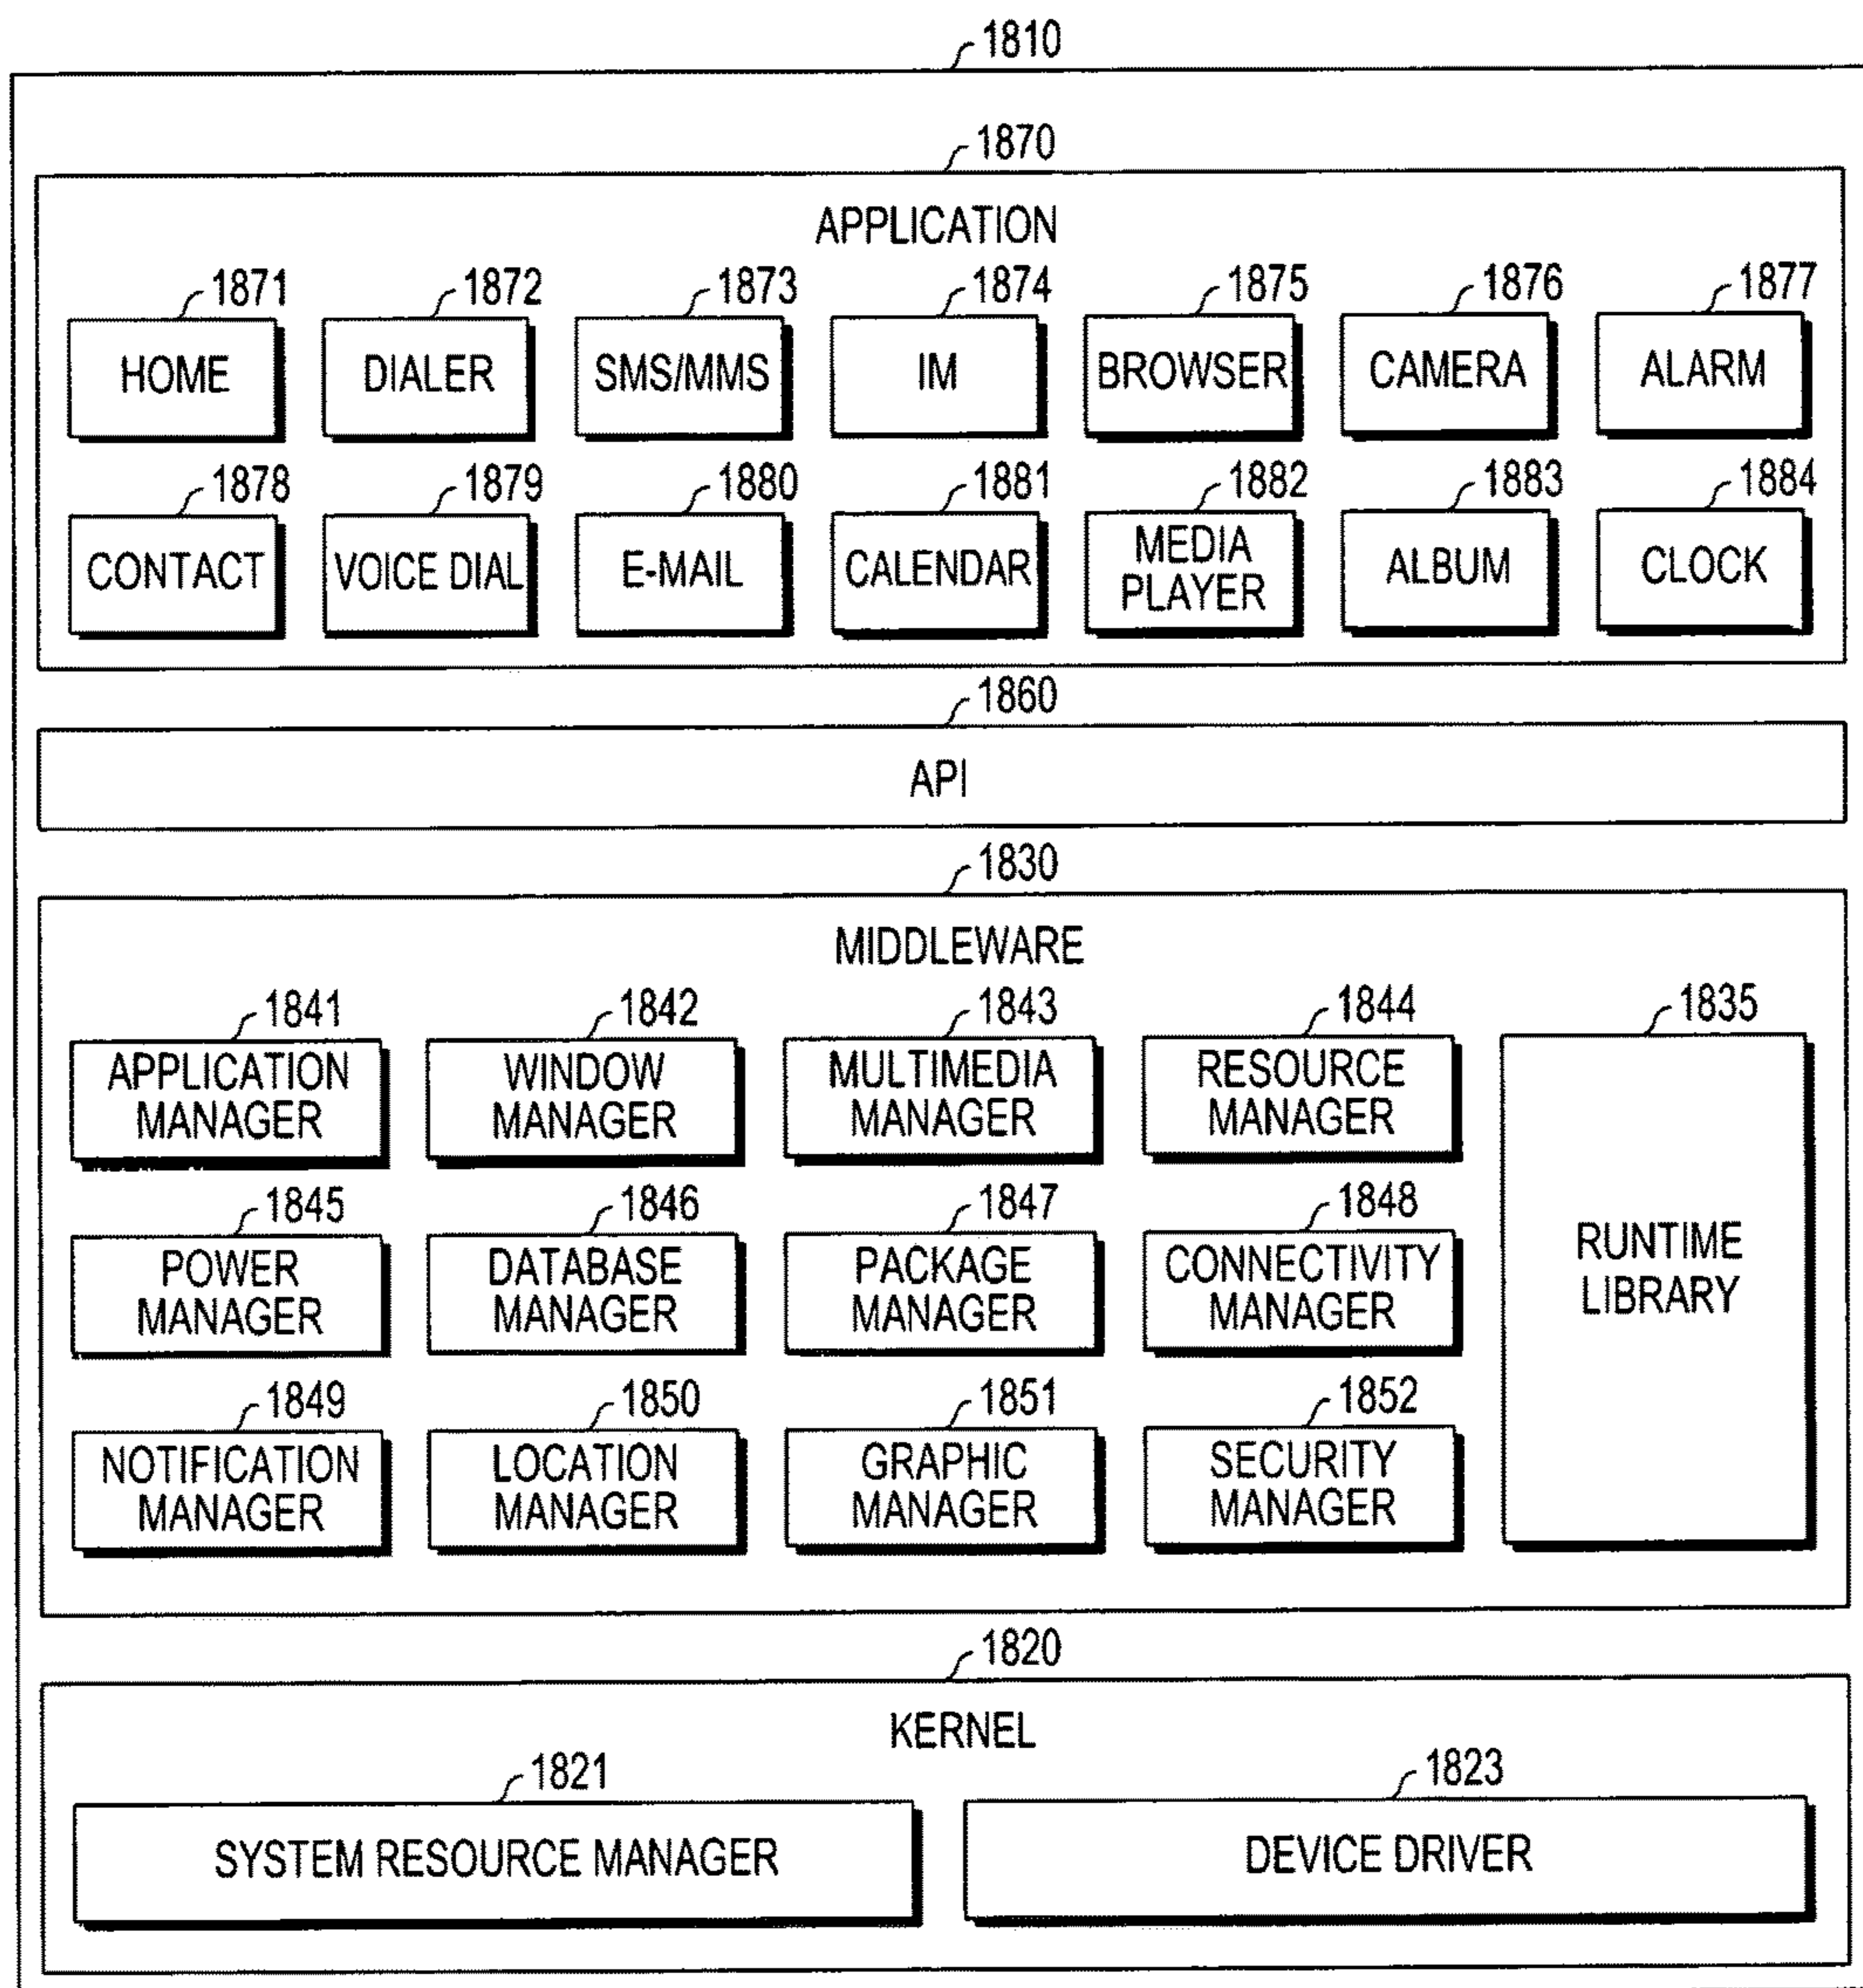 1810
1870
APPLICATION
1871 1872 1873 1874 1875 1876 1877
HOME DIALER SMS/MMS IM BROWSER CAMERA ALARM
1878 1879 1880 1881 1882 1883 1884
CONTACT VOICE DIAL E-MAIL CALENDAR MEDIA PLAYER ALBUM CLOCK
1860
API
1830
MIDDLEWARE
1841 1842 1843 1844 1835
APPLICATION MANAGER WINDOW MANAGER MULTIMEDIA MANAGER RESOURCE MANAGER
1845 1846 1847 1848
POWER MANAGER DATABASE MANAGER PACKAGE MANAGER CONNECTIVITY MANAGER RUNTIME LIBRARY
1849 1850 1851 1852
NOTIFICATION MANAGER LOCATION MANAGER GRAPHIC MANAGER SECURITY MANAGER
1820
KERNEL
1821 1823
SYSTEM RESOURCE MANAGER DEVICE DRIVER